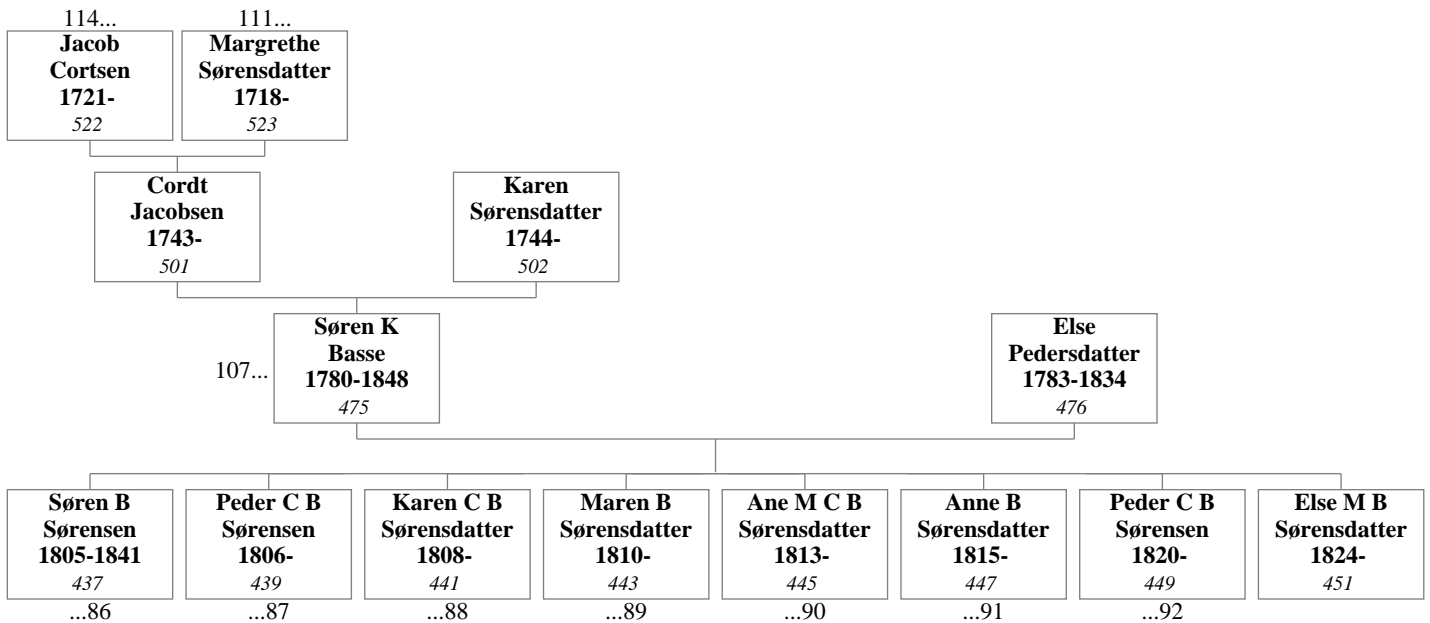 114...
111...
Jacob
Cortsen
1721-
522
Margrethe
Sørensdatter
1718-
523
Cordt
Jacobsen
1743-
501
Karen
Sørensdatter
1744-
502
107...
Søren K
Basse
1780-1848
475
Else
Pedersdatter
1783-1834
476
Søren B
Sørensen
1805-1841
437
...86
Peder C B
Sørensen
1806-
439
...87
Karen C B
Sørensdatter
1808-
441
...88
Maren B
Sørensdatter
1810-
443
...89
Ane M C B
Sørensdatter
1813-
445
...90
Anne B
Sørensdatter
1815-
447
...91
Peder C B
Sørensen
1820-
449
...92
Else M B
Sørensdatter
1824-
451